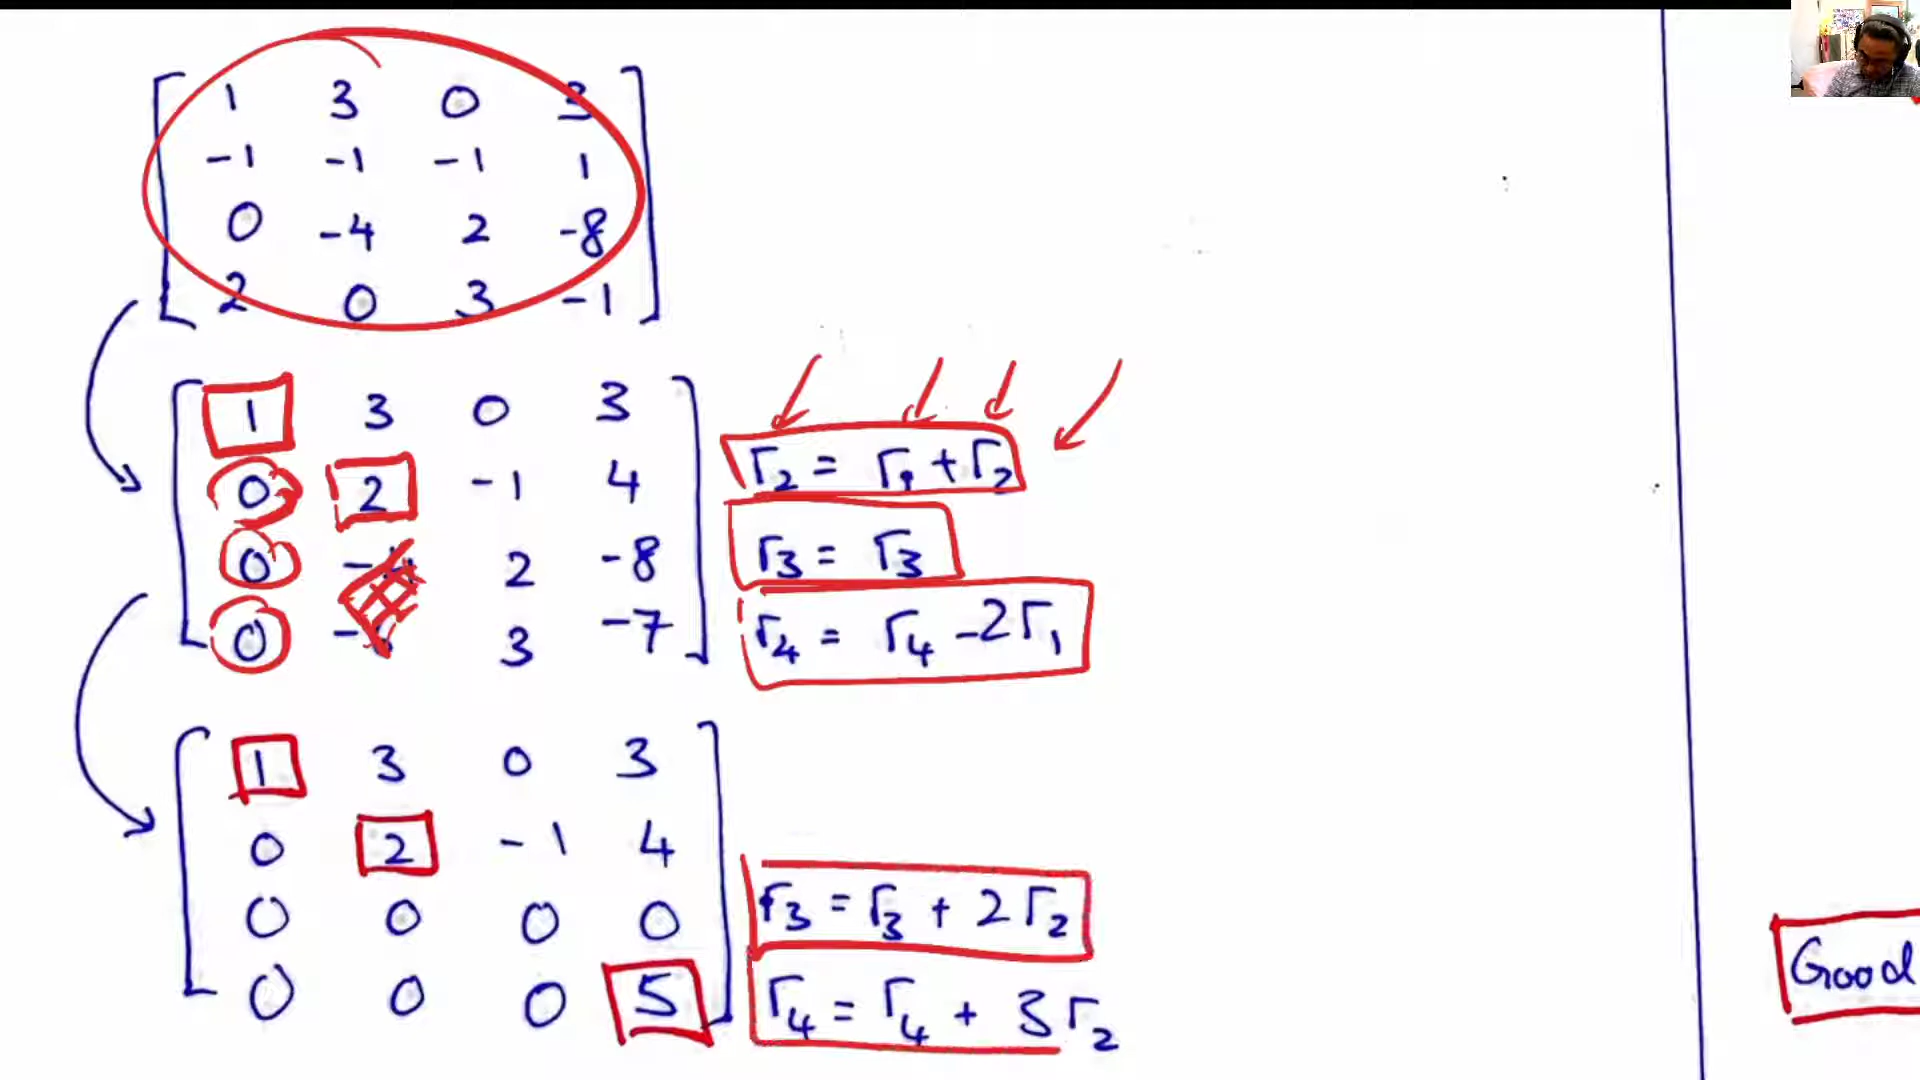 1 3 0 3
-1 -1 -1 1
0 -4 2 -8
2 0 3 -1
1 3 0 3
0 2 -1 4 r2 = r1 + r2
0 -4 2 -8 r3 = r3
0 -6 3 -7 r4 = r4 - 2r1
1 3 0 3
0 2 -1 4
0 0 0 0 r3 = r3 + 2r2
0 0 0 5 r4 = r4 + 3r2
Good